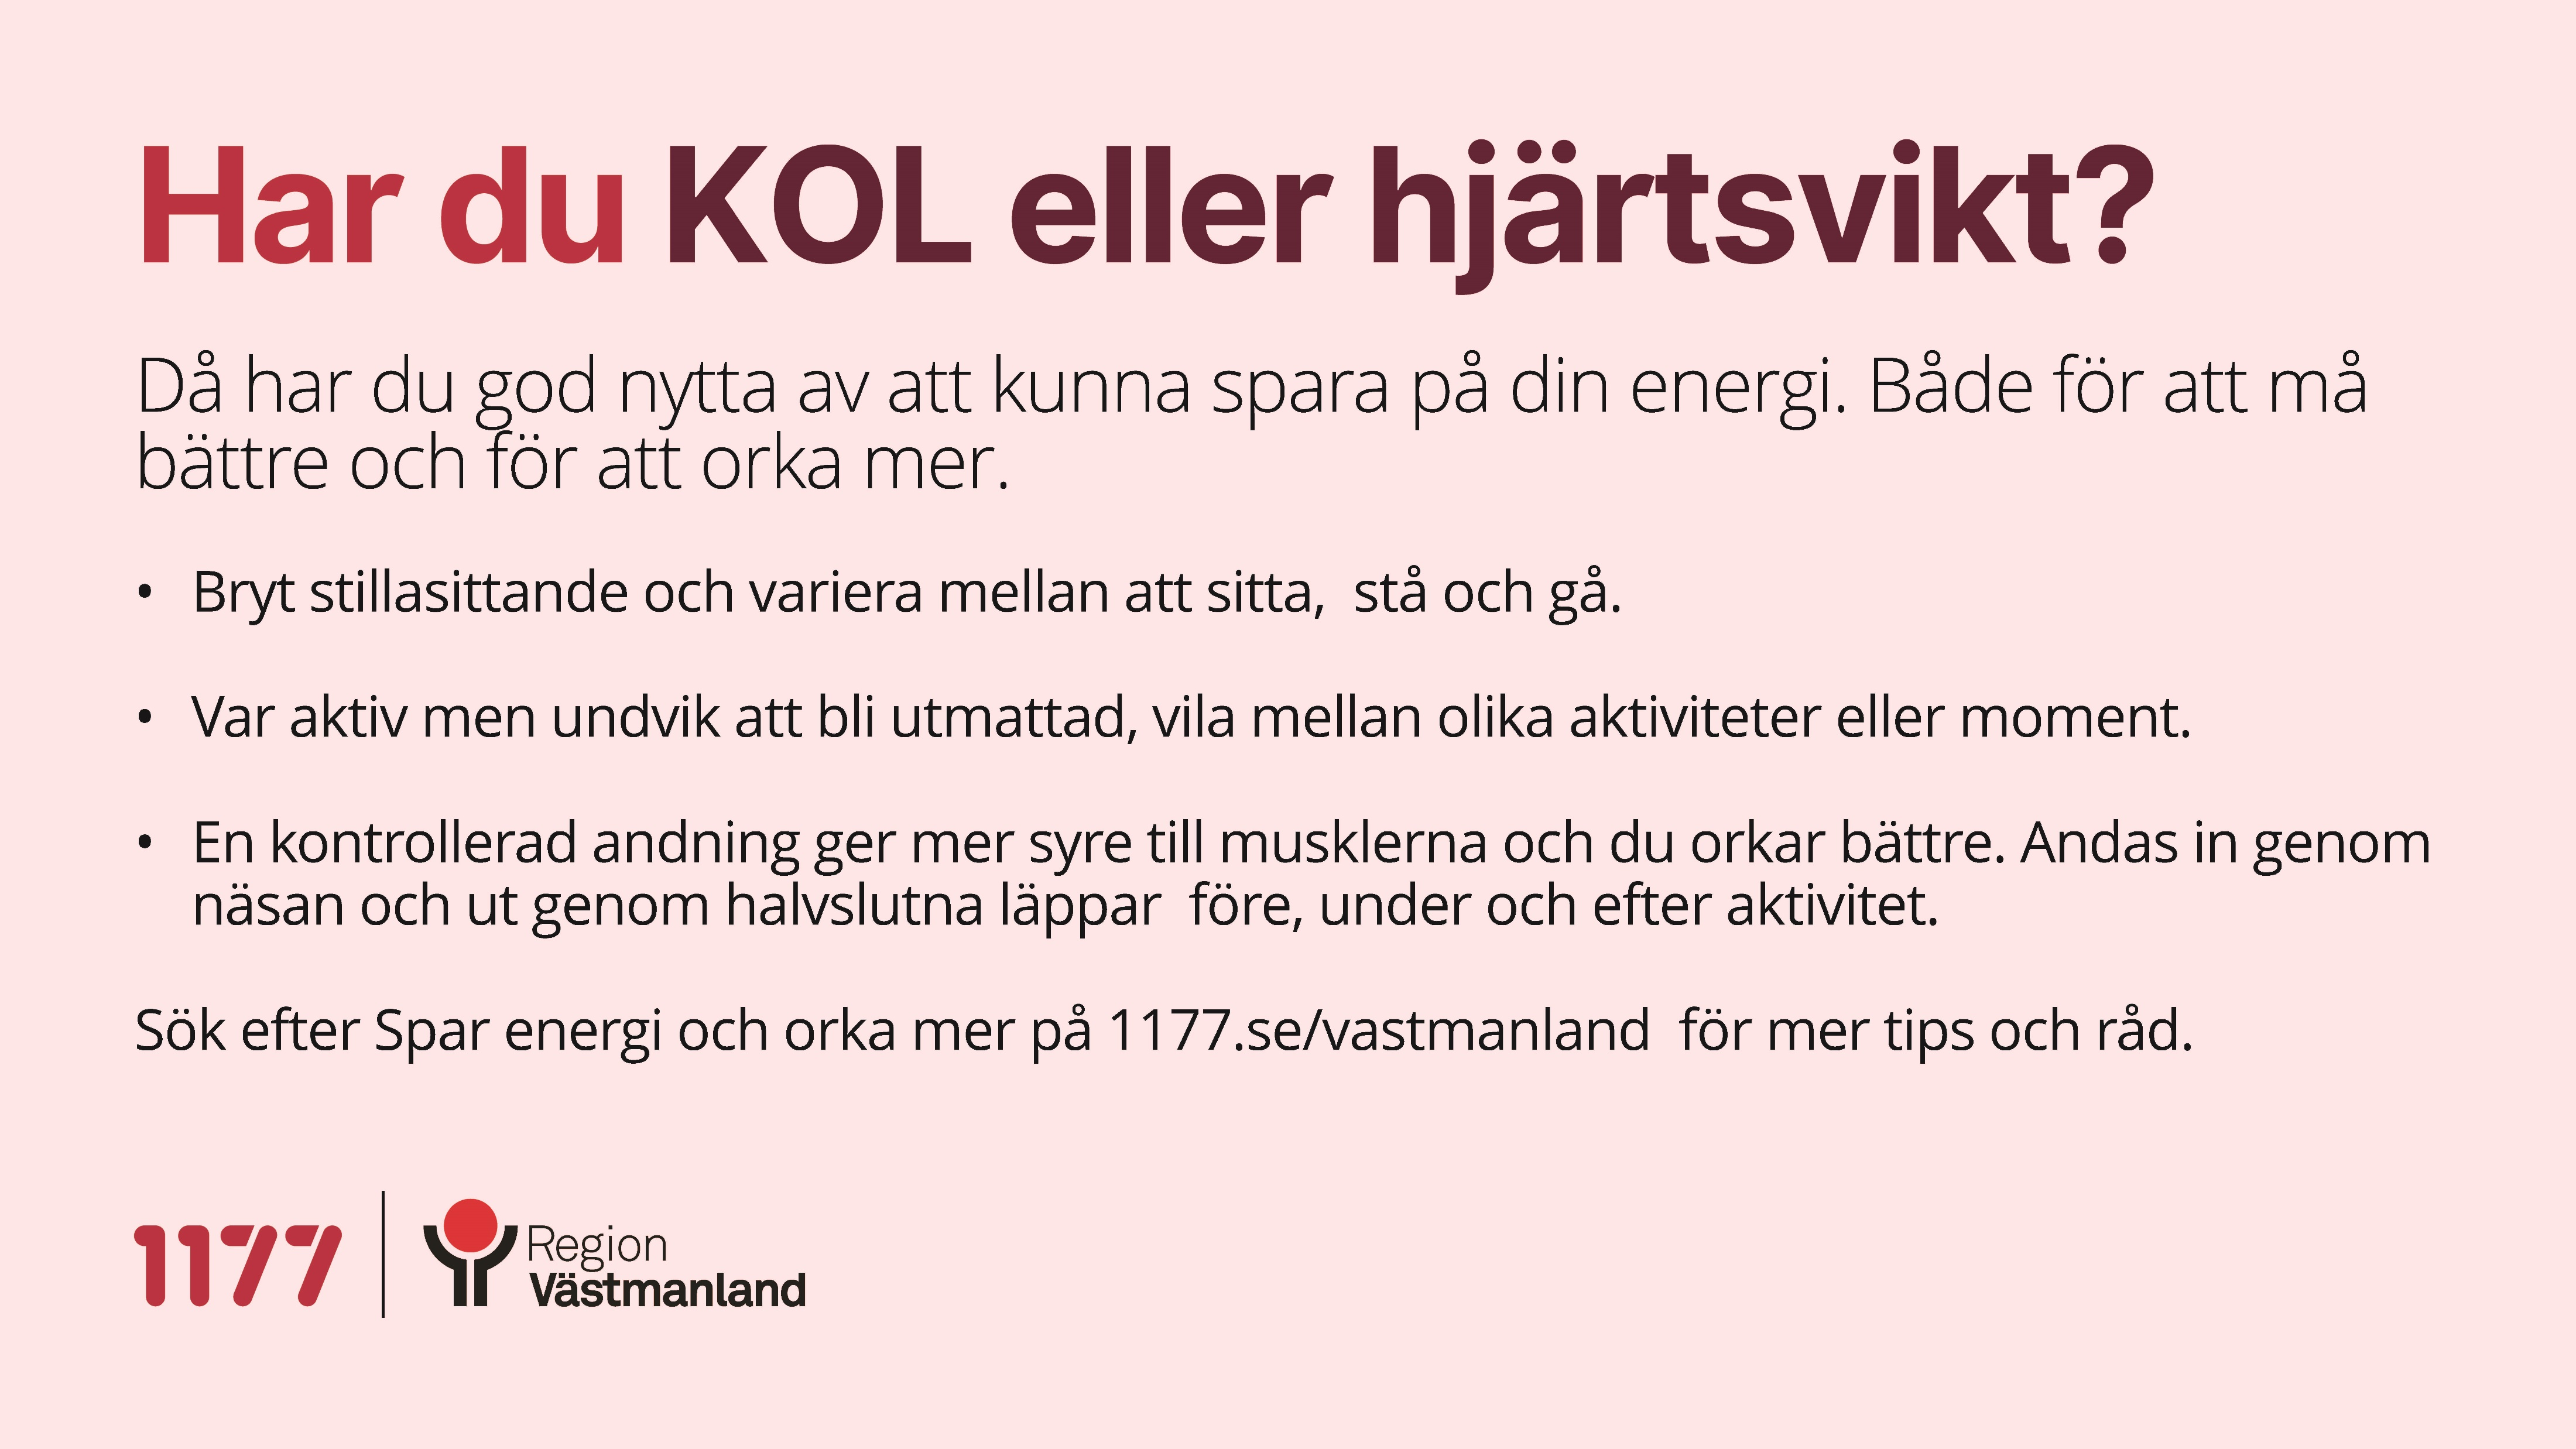 Har du KOL eller hjärtsvikt?
Då har du god nytta av att kunna spara på din energi. Både för att må
bättre och för att orka mer.
• Bryt stillasittande och variera mellan att sitta,  stå och gå.
• Var aktiv men undvik att bli utmattad, vila mellan olika aktiviteter eller moment.
• En kontrollerad andning ger mer syre till musklerna och du orkar bättre. Andas in genom
näsan och ut genom halvslutna läppar  före, under och efter aktivitet.
Sök efter Spar energi och orka mer på 1177.se/vastmanland  för mer tips och råd.
1177
Region
Västmanland